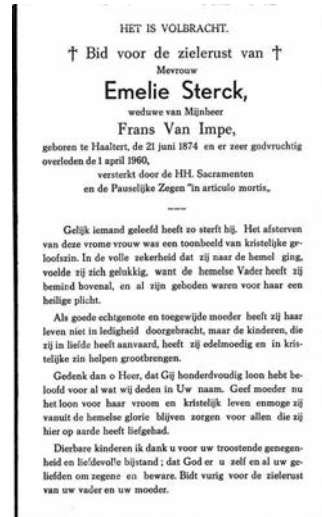 HET IS VOLBRACHT.
† Bid voor de zielerust van †
Mevrouw
Emelie Sterck,
weduwe van Mijnheer
Frans Van Impe,
geboren te Haaltert, de 21 juni 1874 en er zeer godvruchtig
overleden de 1 april 1960,
versterkt door de HH. Sacramenten
en de Pauselijke Zegen "in articulo mortis„
Gelijk iemand geleefd heeft zo sterft hij. Het afsterven
van deze vrome vrouw was een toonbeeld van kristelijke ge-
loofszin. In de volle zekerheid dat zij naar de hemel ging,
voelde zij zich gelukkig, want de hemelse Vader heeft zij
bemind bovenal, en al zijn geboden waren voor haar een
heilige plicht.
Als goede echtgenote en toegewijde moeder heeft zij haar
leven niet in ledigheid doorgebracht, maar de kinderen, die
zij in liefde heeft aanvaard, heeft zij edelmoedig en in kris-
telijke zin helpen grootbrengen.
Gedenk dan o Heer, dat Gij honderdvoudig loon hebt be-
loofd voor al wat wij deden in Uw naam. Geef moeder nu
het loon voor haar vroom en kristelijk leven enmoge zij
vanuit de hemelse glorie blijven zorgen voor allen die zij
hier op aarde heeft liefgehad.
Dierbare kinderen ik dank u voor uw troostende genegen-
heid en liefdevolle bijstand ; dat God er u zelf en al uw ge-
liefden om zegene en beware. Bidt vurig voor de zielerust
van uw vader en uw moeder.